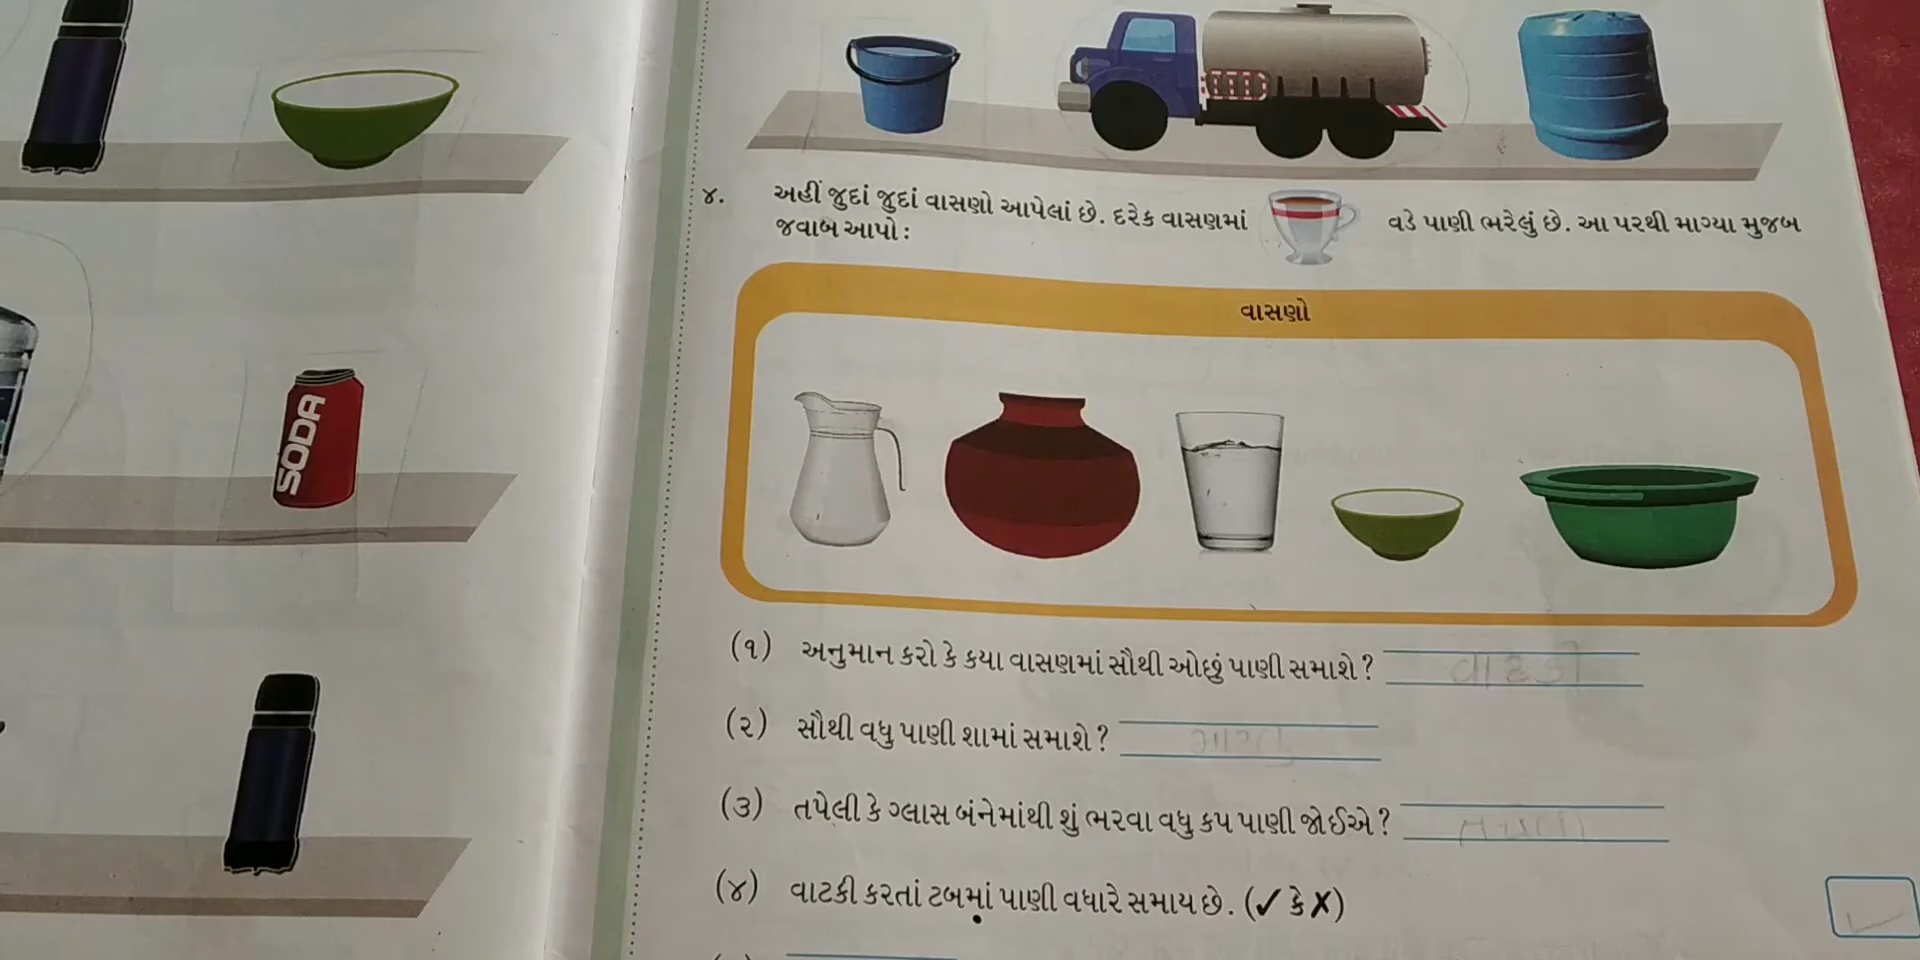 SODA
૪. અહીં જુદાં જુદાં વાસણો આપેલાં છે. દરેક વાસણમાં વડે પાણી ભરેલું છે. આ પરથી માગ્યા મુજબ
જવાબ આપો :
વાસણો
(૧) અનુમાન કરો કે કયા વાસણમાં સૌથી ઓછું પાણી સમાશે ? વાટકી
(૨) સૌથી વધુ પાણી શામાં સમાશે ?
(૩) તપેલી કે ગ્લાસ બંનેમાંથી શું ભરવા વધુ કપ પાણી જોઈએ ?
(૪) વાટકી કરતાં ટબમાં પાણી વધારે સમાય છે. (✓ કે ✗) ✓